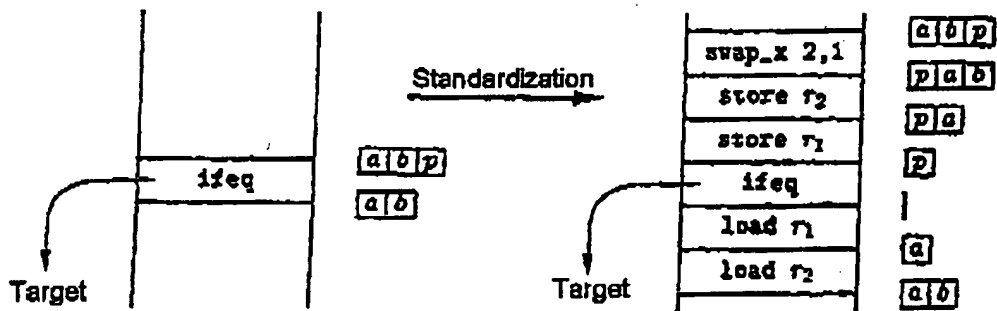 Standardization
ifeq
a b p
a b
Target
swap_x 2,1
store r2
store r1
ifeq
load r1
load r2
Target
a b p
p a b
p a
p
a
a b